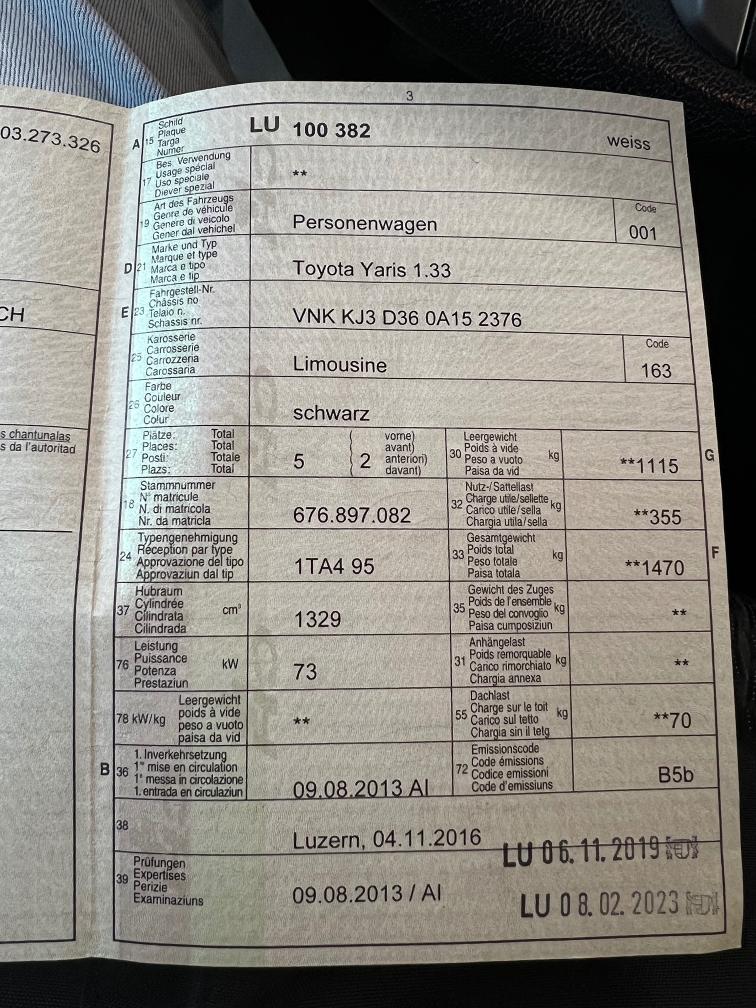 3
03.273.326
CH
s chantunalas
s da l'autoritad
A 15 Schild
Plaque
Targa
Numer
LU 100 382 weiss
17 Bes. Verwendung
Usage spécial
Uso speciale
Diever spezial
**
19 Art des Fahrzeugs
Genre de véhicule
Genere di veicolo
Gener dal vehichel
Personenwagen
Code
001
D 21 Marke und Typ
Marque et type
Marca e tipo
Marca e tip
Toyota Yaris 1.33
E 23 Fahrgestell-Nr.
Châssis no
Telaio n.
Schassis nr.
VNK KJ3 D36 0A15 2376
25 Karosserie
Carrosserie
Carrozzeria
Carossaria
Limousine
Code
163
26 Farbe
Couleur
Colore
Colur
schwarz
27 Plätze: Total
Places: Total
Posti: Totale
Plazs: Total
5 ( 2 vorne)
avant)
anteriori)
davant)
30 Leergewicht
Poids à vide
Peso a vuoto
Paisa da vid
kg
**1115
G
18 Stammnummer
N° matricule
N. di matricola
Nr. da matricla
676.897.082
32 Nutz-/Sattellast
Charge utile/sellette
Carico utile/sella
Chargia utila/sella
kg
**355
24 Typengenehmigung
Réception par type
Approvazione del tipo
Approvaziun dal tip
1TA4 95
33 Gesamtgewicht
Poids total
Peso totale
Paisa totala
kg
**1470
F
37 Hubraum
Cylindrée
Cilindrata
Cilindrada
cm³
1329
35 Gewicht des Zuges
Poids de l'ensemble
Peso del convoglio
Paisa cumposiziun
kg
**
76 Leistung
Puissance
Potenza
Prestaziun
kW
73
31 Anhängelast
Poids remorquable
Carico rimorchiato
Chargia annexa
kg
**
78 kW/kg Leergewicht
poids à vide
peso a vuoto
paisa da vid
**
55 Dachlast
Charge sur le toit
Carico sul tetto
Chargia sin il tetg
kg
**70
B 36 1. Inverkehrsetzung
1re mise en circulation
1a messa in circolazione
1. entrada en circulaziun
09.08.2013 AI
72 Emissionscode
Code émissions
Codice emissioni
Code d'emissiuns
B5b
38
Luzern, 04.11.2016
LU 06.11.2019
39 Prüfungen
Expertises
Perizie
Examinaziuns
09.08.2013 / AI
LU 08.02.2023